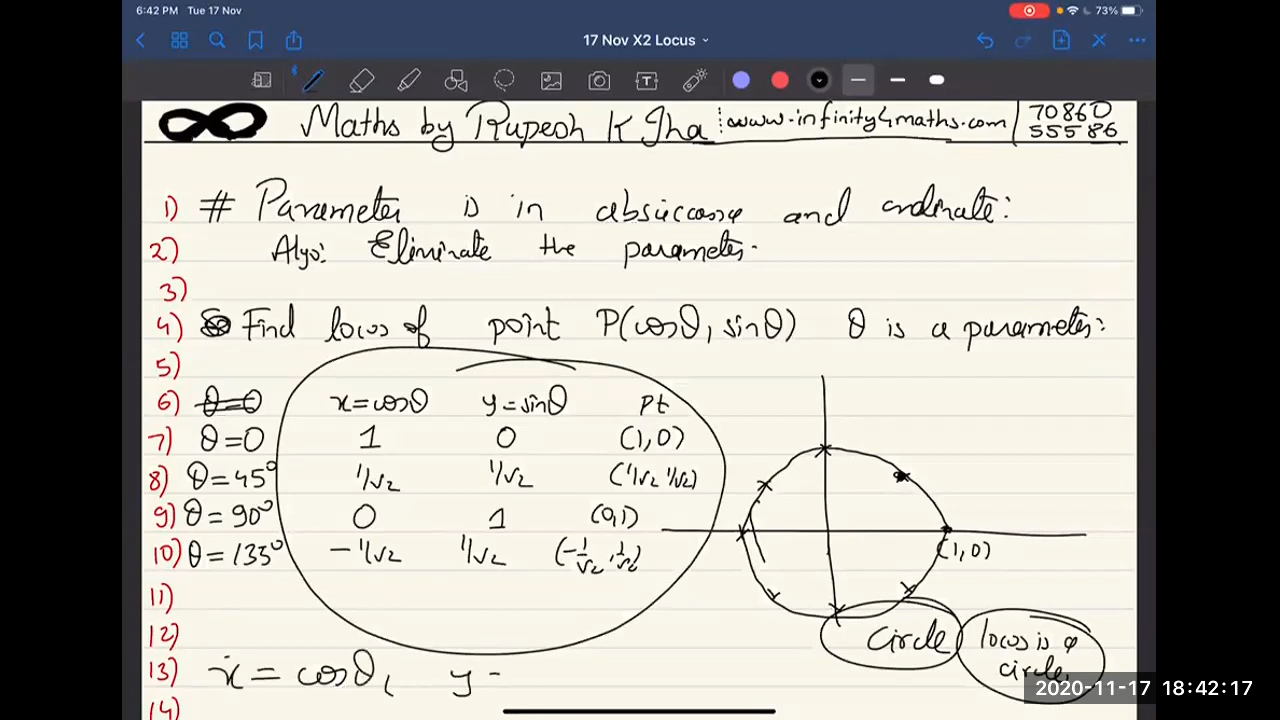 6:42 PM Tue 17 Nov
73%
17 Nov X2 Locus
Maths by Rupesh K Jha
www.infinity4maths.com
70860
55586
1) # Parameter is in abscicassa and ordinate:
2) Algo: Eliminate the parameter.
3)
4) Find locus of point P(cosθ, sinθ) θ is a parameter:
5)
6) θ=0 x=cosθ y=sinθ Pt
7) θ=0 1 0 (1,0)
8) θ=45° 1/√2 1/√2 (1/√2 1/√2)
9) θ=90° 0 1 (0,1)
10) θ=135° -1/√2 1/√2 (-1/√2, 1/√2)
(1,0)
11)
12)
circle
locus is a
circle
13) x = cosθ, y -
14)
2020-11-17 18:42:17